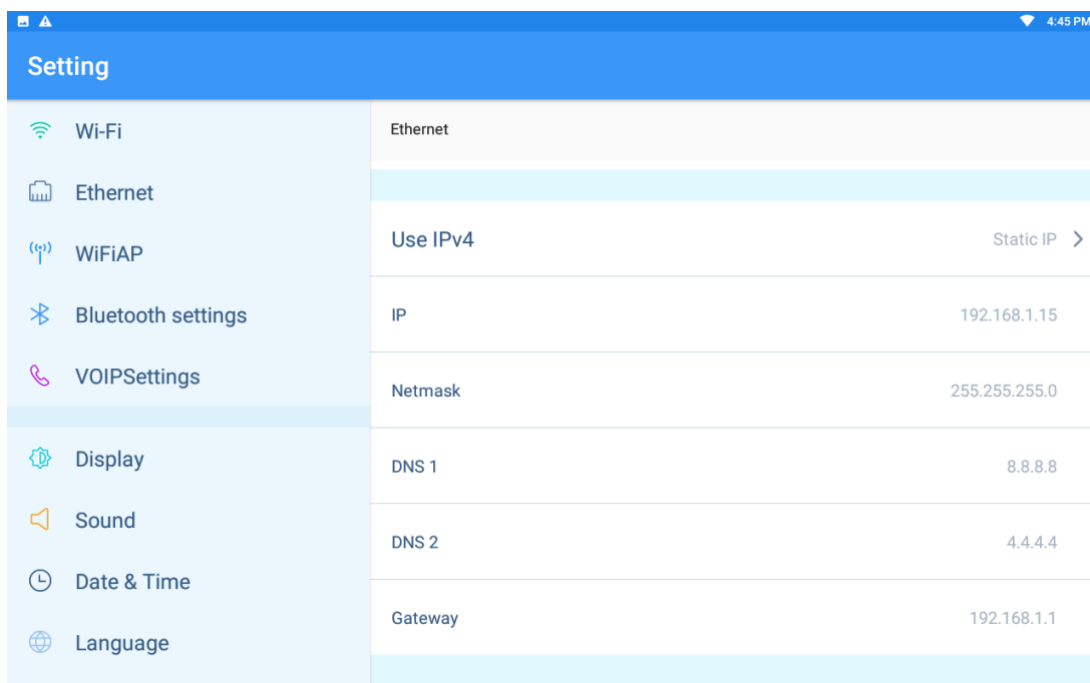 4:45 PM
Setting
Wi-Fi
Ethernet
WiFiAP
Bluetooth settings
VOIPSettings
Display
Sound
Date & Time
Language
Ethernet
Use IPv4 Static IP
IP 192.168.1.15
Netmask 255.255.255.0
DNS 1 8.8.8.8
DNS 2 4.4.4.4
Gateway 192.168.1.1